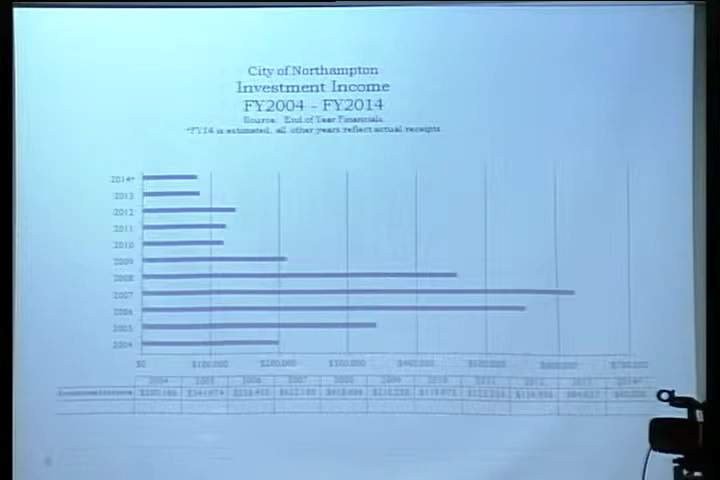 City of Northampton
Investment Income
FY2004 - FY2014
Source: End of Year Financials
*FY14 is estimated, all other years reflect actual receipts
2014*
2013
2012
2011
2010
2009
2008
2007
2006
2005
2004
$0 $100,000 $200,000 $300,000 $400,000 $500,000 $600,000 $700,000
2004 2005 2006 2007 2008 2009 2010 2011 2012 2013 2014*
Investment Income